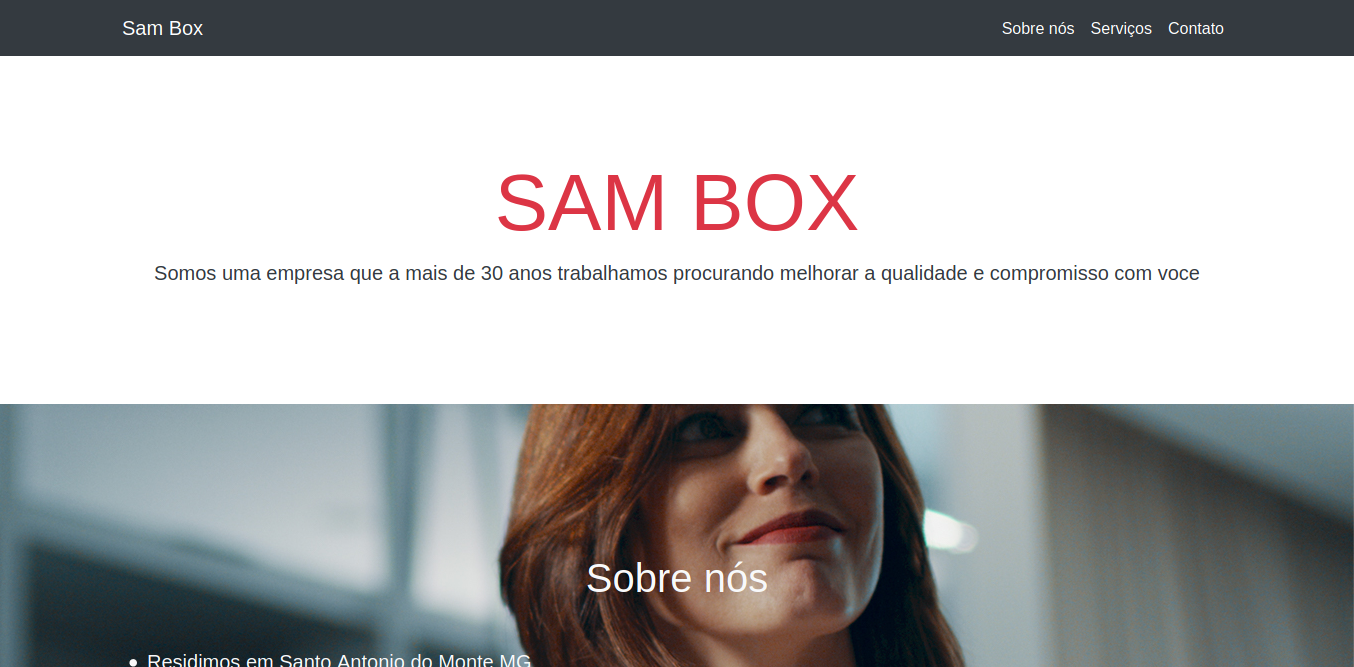 Sam Box
Sobre nós Serviços Contato
SAM BOX
Somos uma empresa que a mais de 30 anos trabalhamos procurando melhorar a qualidade e compromisso com voce
Sobre nós
Residimos em Santo Antonio do Monte MG